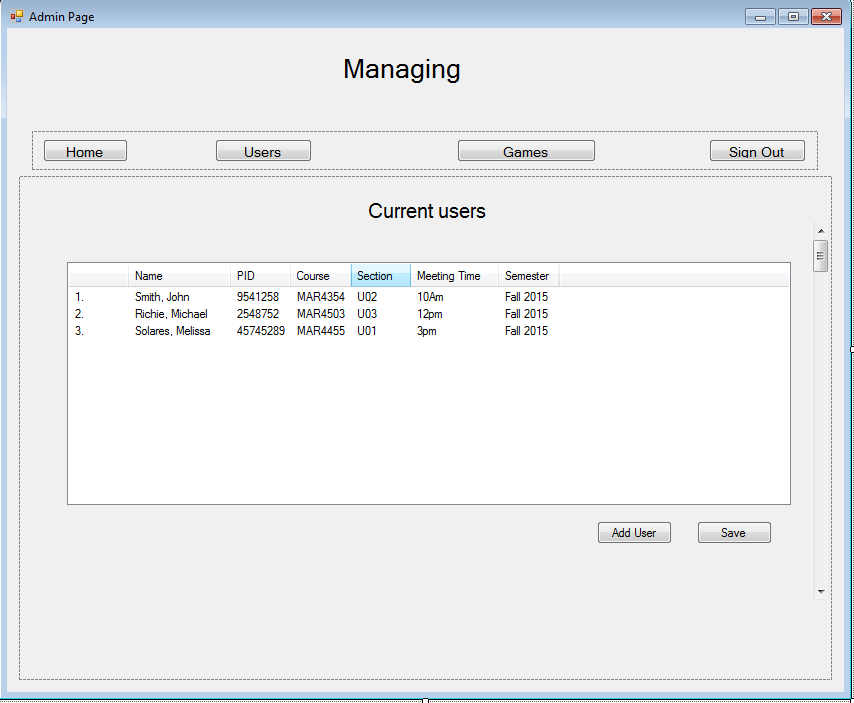 Admin Page
Managing
Home Users Games Sign Out
Current users
Name PID Course Section Meeting Time Semester
1. Smith, John 9541258 MAR4354 U02 10Am Fall 2015
2. Richie, Michael 2548752 MAR4503 U03 12pm Fall 2015
3. Solares, Melissa 45745289 MAR4455 U01 3pm Fall 2015
Add User Save